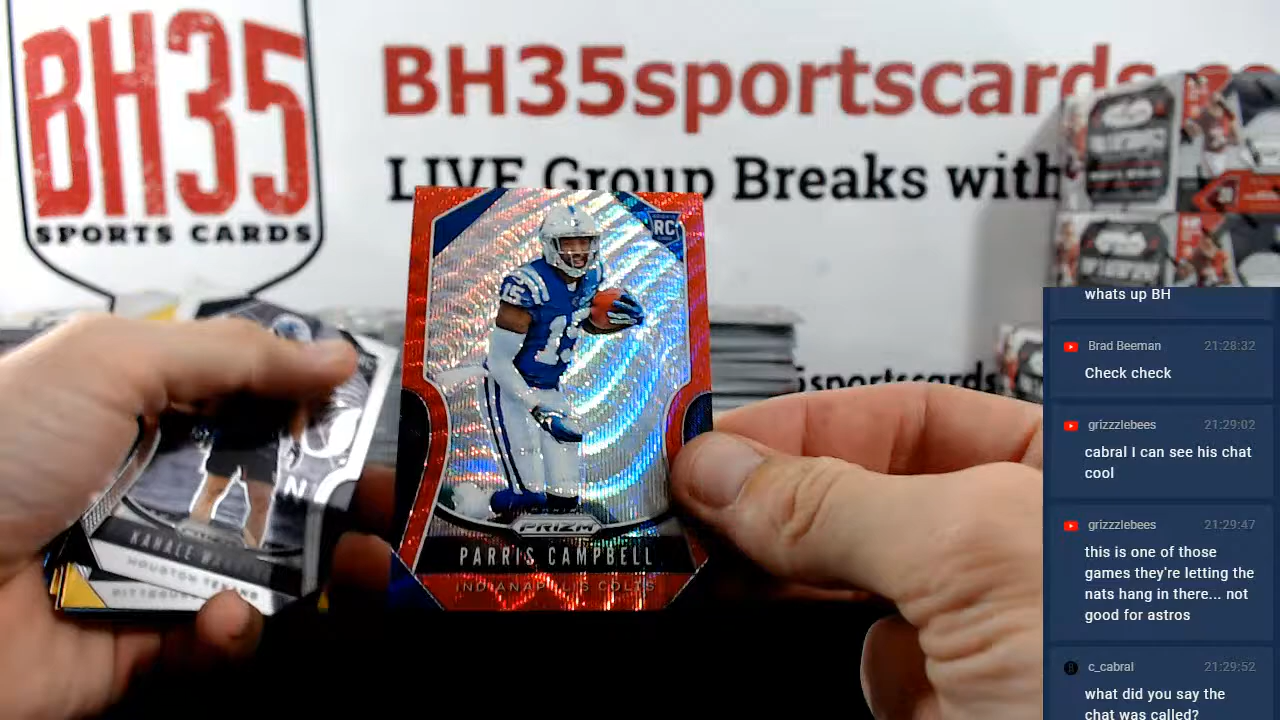 BH35
SPORTS CARDS
BH35sportscards.co
LIVE Group Breaks with
RC
15
PRIZM
PARRIS CAMPBELL
INDIANAPOLIS COLTS
HOUSTON
sportscards
whats up BH
Brad Beeman 21:28:32
Check check
grizzzlebees 21:29:02
cabral I can see his chat
cool
grizzzlebees 21:29:47
this is one of those
games they're letting the
nats hang in there... not
good for astros
c_cabral 21:29:52
what did you say the
chat was called?